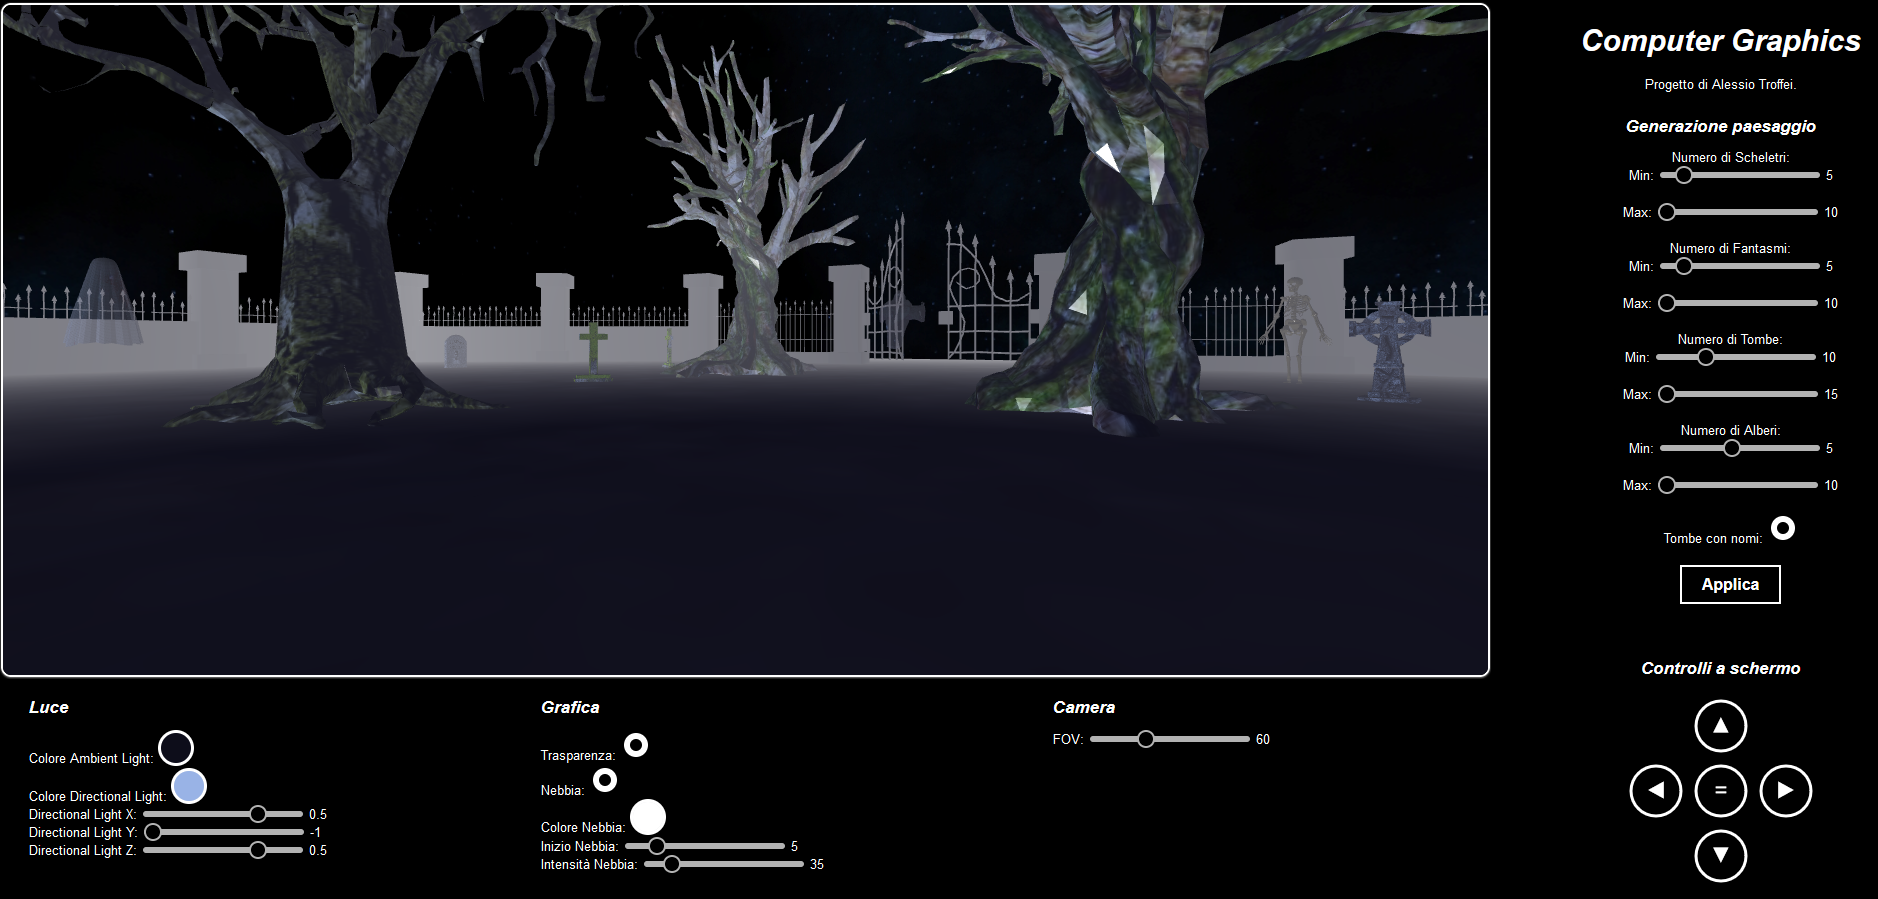 Computer Graphics
Progetto di Alessio Troffei.
Generazione paesaggio
Numero di Scheletri:
Min: 5
Max: 10
Numero di Fantasmi:
Min: 5
Max: 10
Numero di Tombe:
Min: 10
Max: 15
Numero di Alberi:
Min: 5
Max: 10
Tombe con nomi:
Applica
Controlli a schermo
▲
◀ = ▶
▼
Luce
Colore Ambient Light:
Colore Directional Light:
Directional Light X: 0.5
Directional Light Y: -1
Directional Light Z: 0.5
Grafica
Trasparenza:
Nebbia:
Colore Nebbia:
Inizio Nebbia: 5
Intensità Nebbia: 35
Camera
FOV: 60